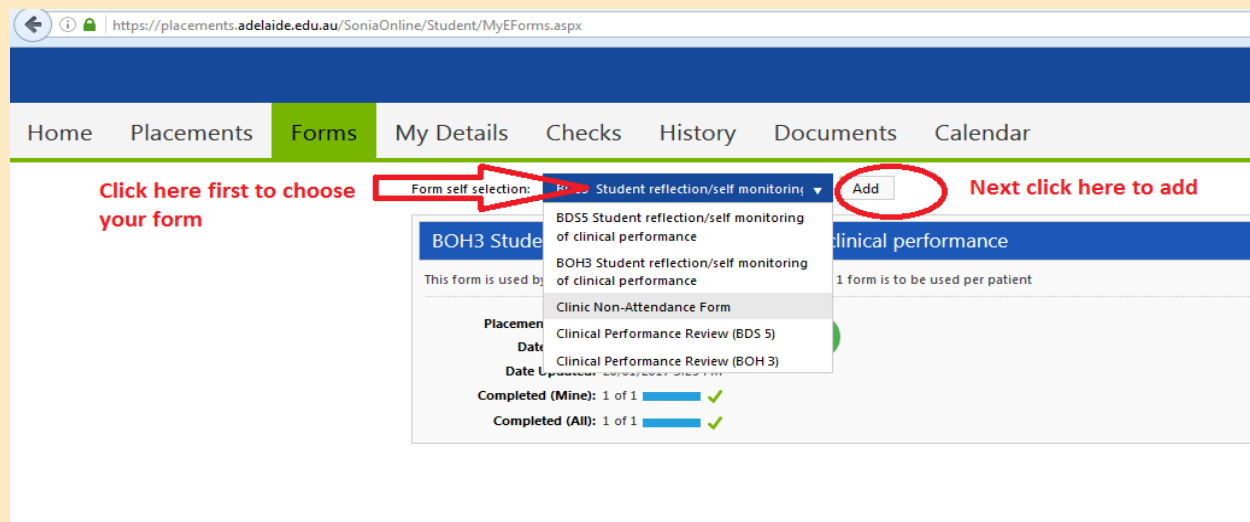 https://placements.adelaide.edu.au/SoniaOnline/Student/MyEForms.aspx
Home Placements Forms My Details Checks History Documents Calendar
Click here first to choose
your form
Form self selection:
Student reflection/self monitoring
Add
Next click here to add
BDS5 Student reflection/self monitoring
of clinical performance
BOH3 Student reflection/self monitoring
of clinical performance
Clinic Non-Attendance Form
Clinical Performance Review (BDS 5)
Clinical Performance Review (BOH 3)
BOH3 clinical performance
This form is used 1 form is to be used per patient
Date
Date
Completed (Mine): 1 of 1
Completed (All): 1 of 1